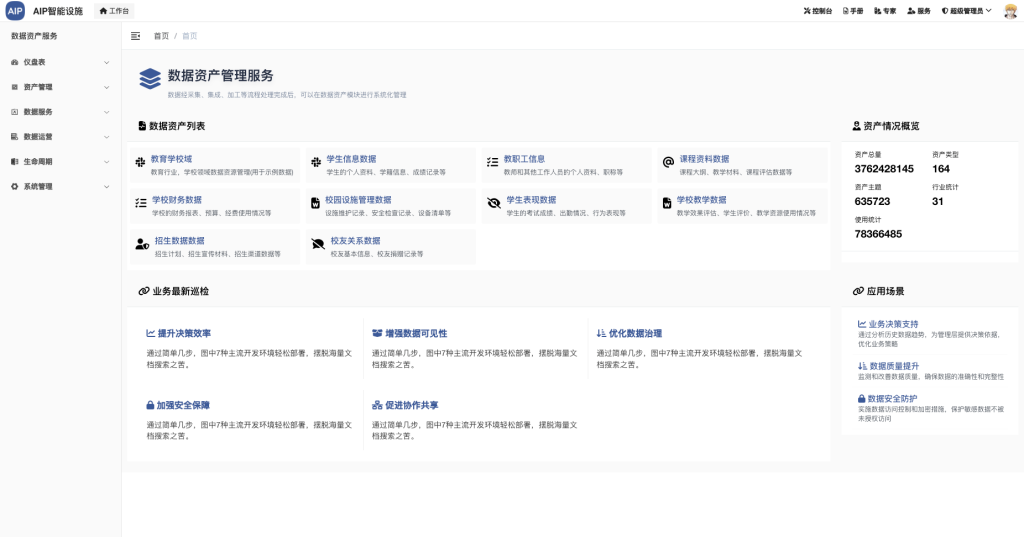 AIP AIP智能设施 工作台 控制台 手册 专家 服务 超级管理员
数据资产服务
首页 / 首页
仪盘表
资产管理
数据服务
数据运营
生命周期
系统管理
数据资产管理服务
数据经采集、集成、加工等流程处理完成后，可以在数据资产模块进行系统化管理
数据资产列表
教育学校域
教育行业，学校领域数据资源管理(用于示例数据)
学生信息数据
学生的个人资料、学籍信息、成绩记录等
教职工信息
教师和其他工作人员的个人资料、职称等
课程资料数据
课程大纲、教学材料、课程评估数据等
学校财务数据
学校的财务报表、预算、经费使用情况等
校园设施管理数据
设施维护记录、安全检查记录、设备清单等
学生表现数据
学生的考试成绩、出勤情况、行为表现等
学校教学数据
教学效果评估、学生评价、教学资源使用情况等
招生数据数据
招生计划、招生宣传材料、招生渠道数据等
校友关系数据
校友基本信息、校友捐赠记录等
资产情况概览
资产总量 资产类型
3762428145 164
资产主题 行业统计
635723 31
使用统计
78366485
业务最新巡检
提升决策效率
通过简单几步，图中7种主流开发环境轻松部署，摆脱海量文
档搜索之苦。
增强数据可见性
通过简单几步，图中7种主流开发环境轻松部署，摆脱海量文
档搜索之苦。
优化数据治理
通过简单几步，图中7种主流开发环境轻松部署，摆脱海量文
档搜索之苦。
加强安全保障
通过简单几步，图中7种主流开发环境轻松部署，摆脱海量文
档搜索之苦。
促进协作共享
通过简单几步，图中7种主流开发环境轻松部署，摆脱海量文
档搜索之苦。
应用场景
业务决策支持
通过分析历史数据趋势，为管理层提供决策依据，
优化业务策略
数据质量提升
监测和改善数据质量，确保数据的准确性和完整性
数据安全防护
实施数据访问控制和加密措施，保护敏感数据不被
未授权访问